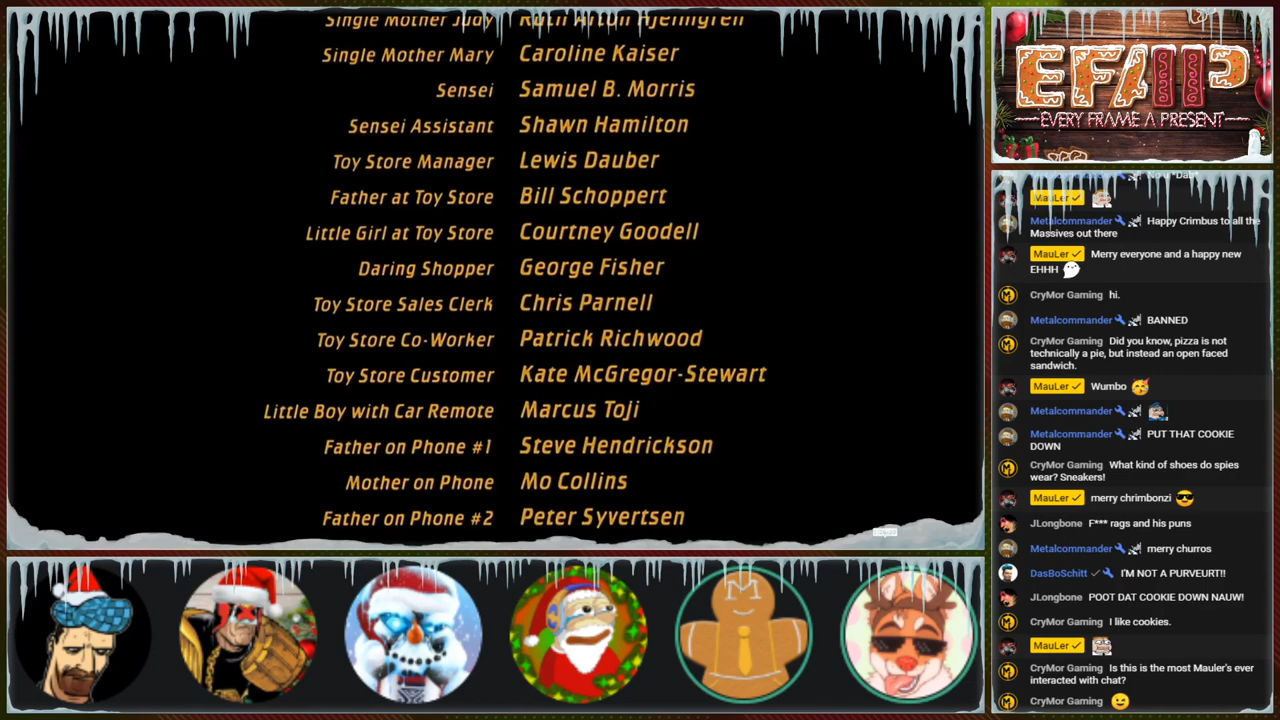 Single Mother Judy Ruth Afton Hjelmgren
Single Mother Mary Caroline Kaiser
Sensei Samuel B. Morris
Sensei Assistant Shawn Hamilton
Toy Store Manager Lewis Dauber
Father at Toy Store Bill Schoppert
Little Girl at Toy Store Courtney Goodell
Daring Shopper George Fisher
Toy Store Sales Clerk Chris Parnell
Toy Store Co-Worker Patrick Richwood
Toy Store Customer Kate McGregor-Stewart
Little Boy with Car Remote Marcus Toji
Father on Phone #1 Steve Hendrickson
Mother on Phone Mo Collins
Father on Phone #2 Peter Syvertsen
EFAP
EVERY FRAME A PRESENT
Metalcommander No u *Dab*
MauLer
Metalcommander Happy Crimbus to all the
Massives out there
MauLer Merry everyone and a happy new
EHHH
CryMor Gaming hi.
Metalcommander BANNED
CryMor Gaming Did you know, pizza is not
technically a pie, but instead an open faced
sandwich.
MauLer Wumbo
Metalcommander
Metalcommander PUT THAT COOKIE
DOWN
CryMor Gaming What kind of shoes do spies
wear? Sneakers!
MauLer merry chrimbonzi
JLongbone F*** rags and his puns
Metalcommander merry churros
DasBoSchitt I'M NOT A PURVEURT!!
JLongbone POOT DAT COOKIE DOWN NAUW!
CryMor Gaming I like cookies.
MauLer
CryMor Gaming Is this is the most Mauler's ever
interacted with chat?
CryMor Gaming